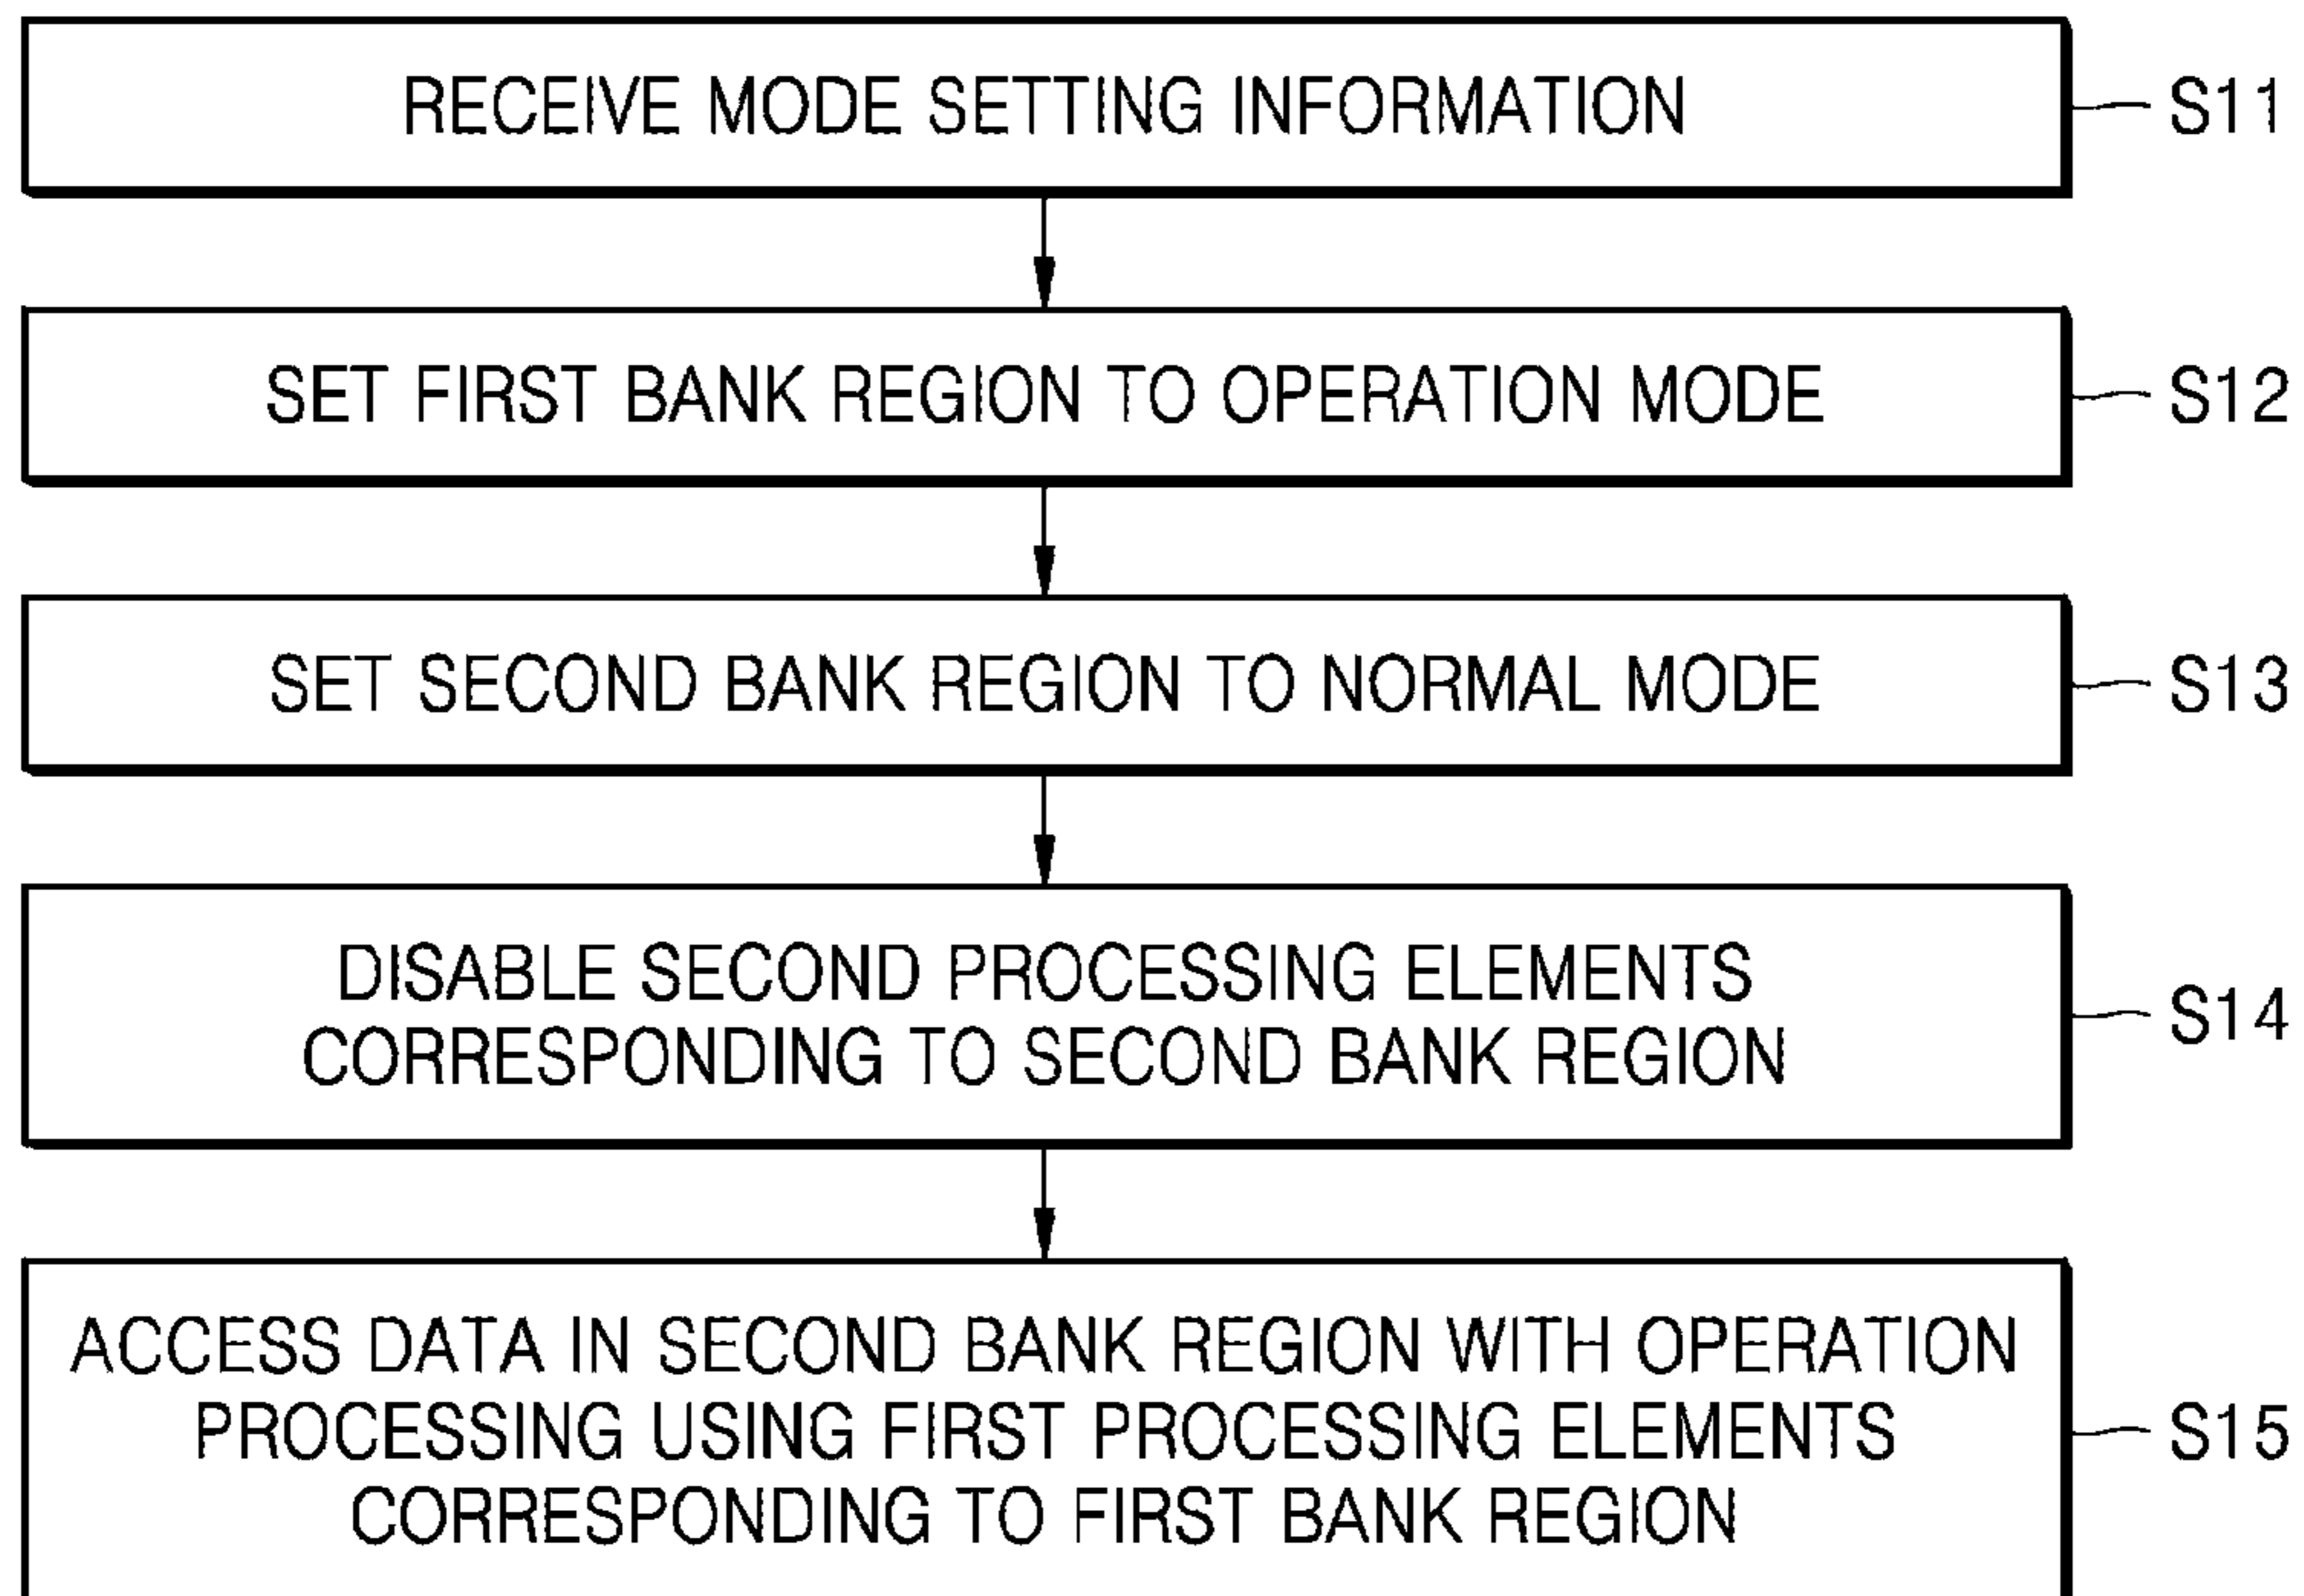 RECEIVE MODE SETTING INFORMATION
S11
SET FIRST BANK REGION TO OPERATION MODE
S12
SET SECOND BANK REGION TO NORMAL MODE
S13
DISABLE SECOND PROCESSING ELEMENTS
CORRESPONDING TO SECOND BANK REGION
S14
ACCESS DATA IN SECOND BANK REGION WITH OPERATION
PROCESSING USING FIRST PROCESSING ELEMENTS
CORRESPONDING TO FIRST BANK REGION
S15